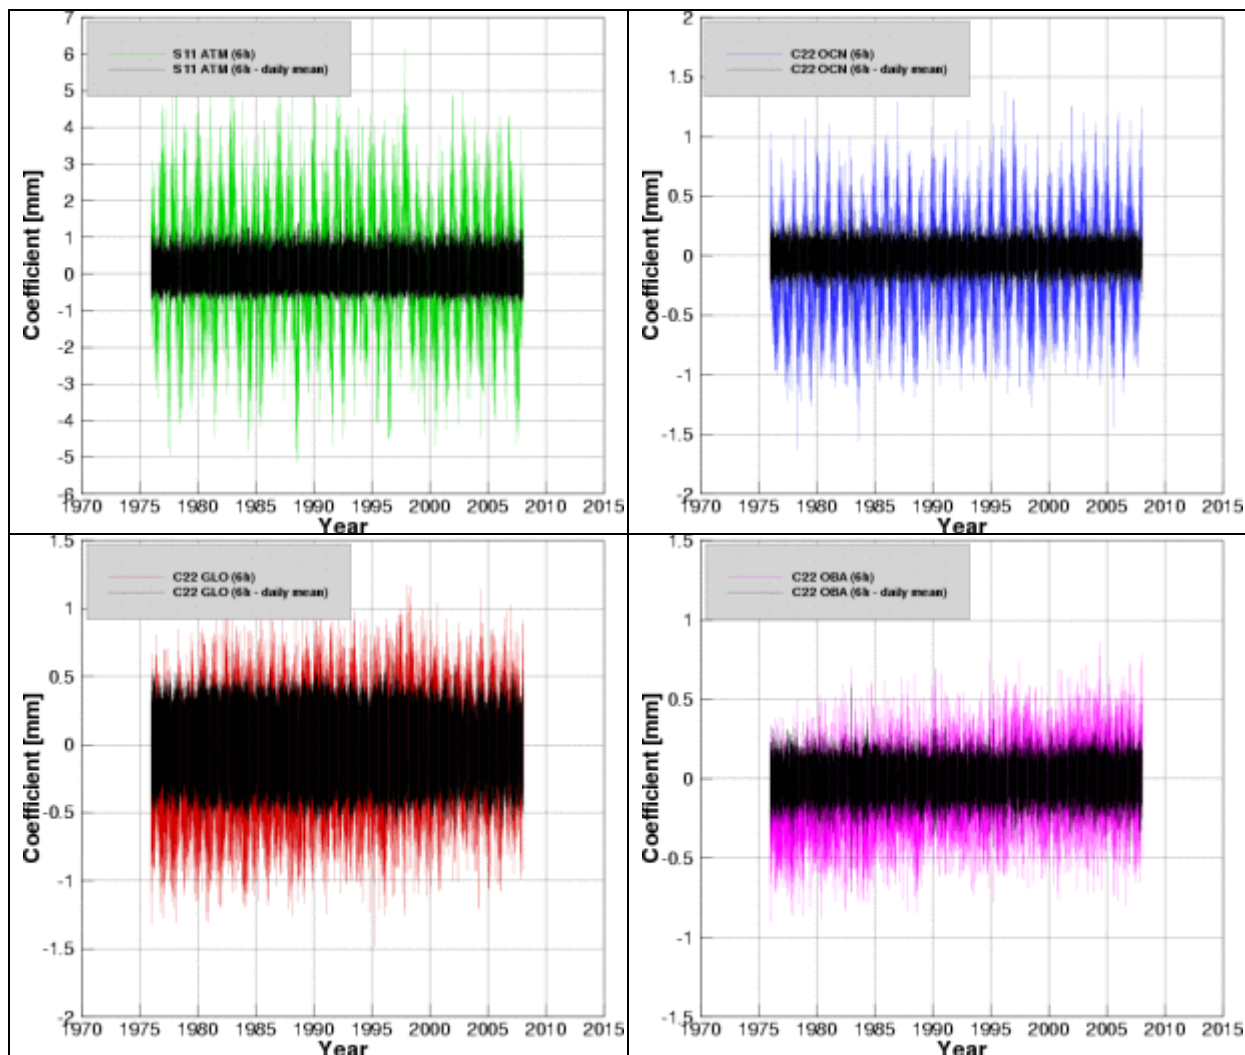 7
6
5
4
3
2
1
0
-1
-2
-3
-4
-5
-6
Coefficient [mm]
S11 ATM (6h)
S11 ATM (6h - daily mean)
1970 1975 1980 1985 1990 1995 2000 2005 2010 2015
Year
2
1.5
1
0.5
0
-0.5
-1
-1.5
-2
Coefficient [mm]
C22 OCN (6h)
C22 OCN (6h - daily mean)
1970 1975 1980 1985 1990 1995 2000 2005 2010 2015
Year
1.5
1
0.5
0
-0.5
-1
-1.5
-2
Coefficient [mm]
C22 GLO (6h)
C22 GLO (6h - daily mean)
1970 1975 1980 1985 1990 1995 2000 2005 2010 2015
Year
1.5
1
0.5
0
-0.5
-1
-1.5
Coefficient [mm]
C22 OBA (6h)
C22 OBA (6h - daily mean)
1970 1975 1980 1985 1990 1995 2000 2005 2010 2015
Year